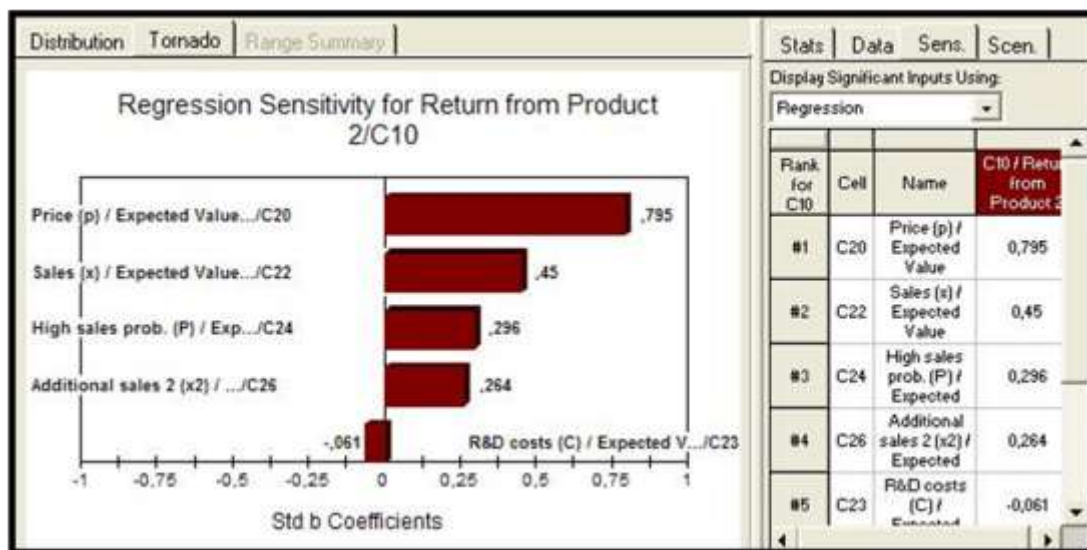 Distribution Tornado Range Summary
Regression Sensitivity for Return from Product
2/C10
Price (p) / Expected Value.../C20
,795
Sales (x) / Expected Value.../C22
,45
High sales prob. (P) / Exp.../C24
,296
Additional sales 2 (x2) / .../C26
,264
-,061
R&D costs (C) / Expected V.../C23
-1 -0,75 -0,5 -0,25 0 0,25 0,5 0,75 1
Std b Coefficients
Stats Data Sens. Scen.
Display Significant Inputs Using:
Regression
Rank for C10 Cell Name C10 / Retu from Product 2
#1 C20 Price (p) / Expected Value 0,795
#2 C22 Sales (x) / Expected Value 0,45
#3 C24 High sales prob. (P) / Expected 0,296
#4 C26 Additional sales 2 (x2) / Expected 0,264
#5 C23 R&D costs (C) / Expected -0,061